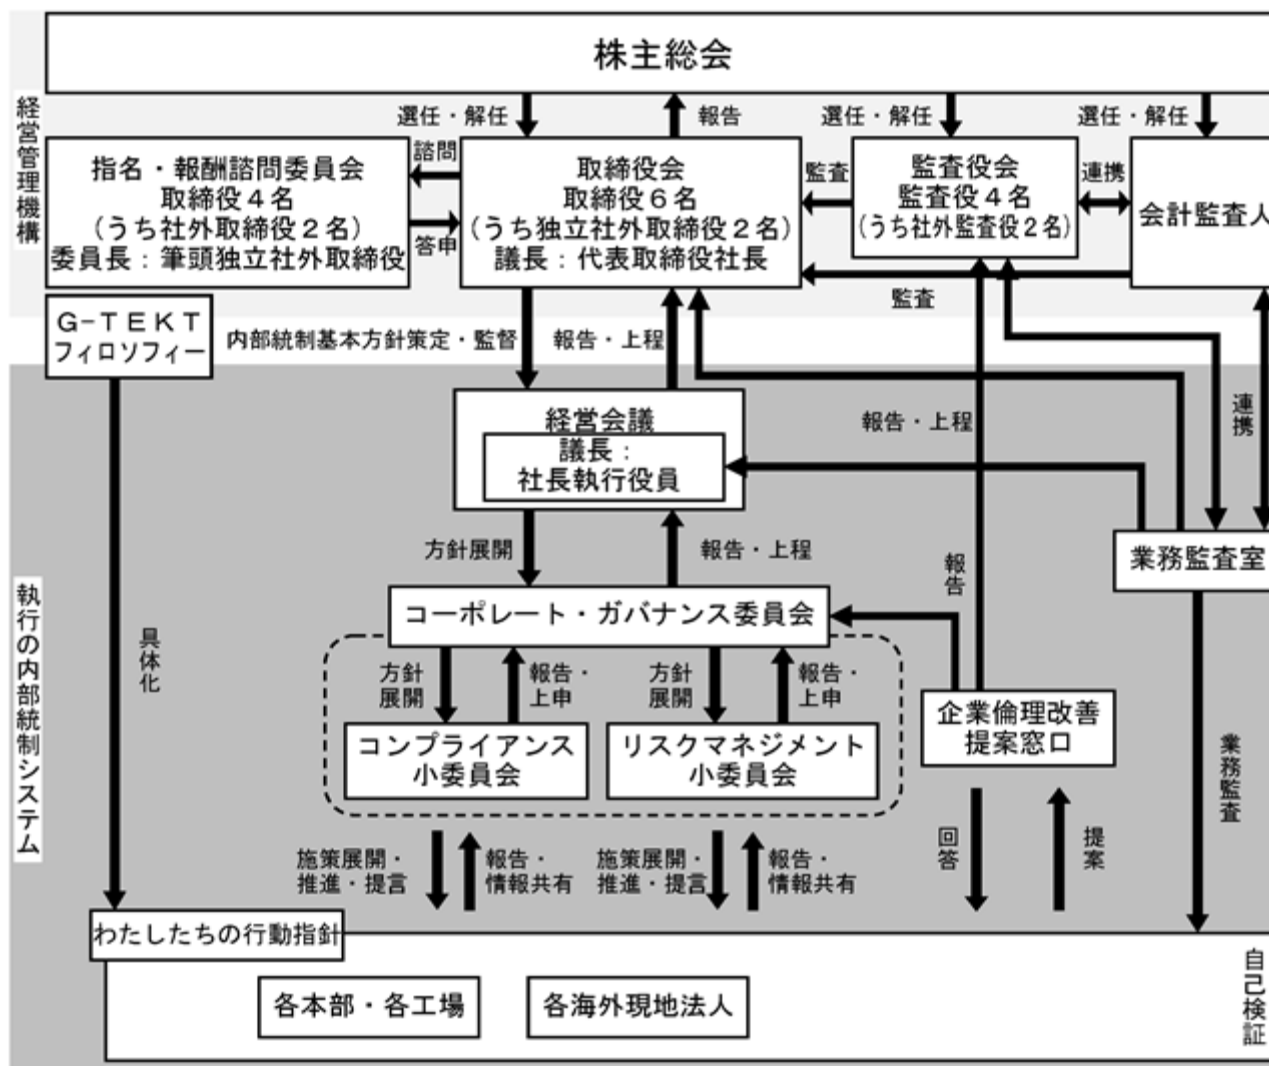 株主総会
経営管理機構
選任・解任
報告
選任・解任
選任・解任
指名・報酬諮問委員会
取締役４名
（うち社外取締役２名）
委員長：筆頭独立社外取締役
諮問
答申
取締役会
取締役６名
（うち独立社外取締役２名）
議長：代表取締役社長
監査
監査役会
監査役４名
（うち社外監査役２名）
連携
会計監査人
監査
Ｇ－ＴＥＫＴ
フィロソフィー
内部統制基本方針策定・監督
報告・上程
経営会議
議長：
社長執行役員
報告・上程
連携
方針展開
報告・上程
報告
業務監査室
執行の内部統制システム
具体化
コーポレート・ガバナンス委員会
方針
展開
報告・
上申
方針
展開
報告・
上申
コンプライアンス
小委員会
リスクマネジメント
小委員会
企業倫理改善
提案窓口
業務監査
施策展開・
推進・提言
報告・
情報共有
施策展開・
推進・提言
報告・
情報共有
回答
提案
わたしたちの行動指針
各本部・各工場
各海外現地法人
自己検証